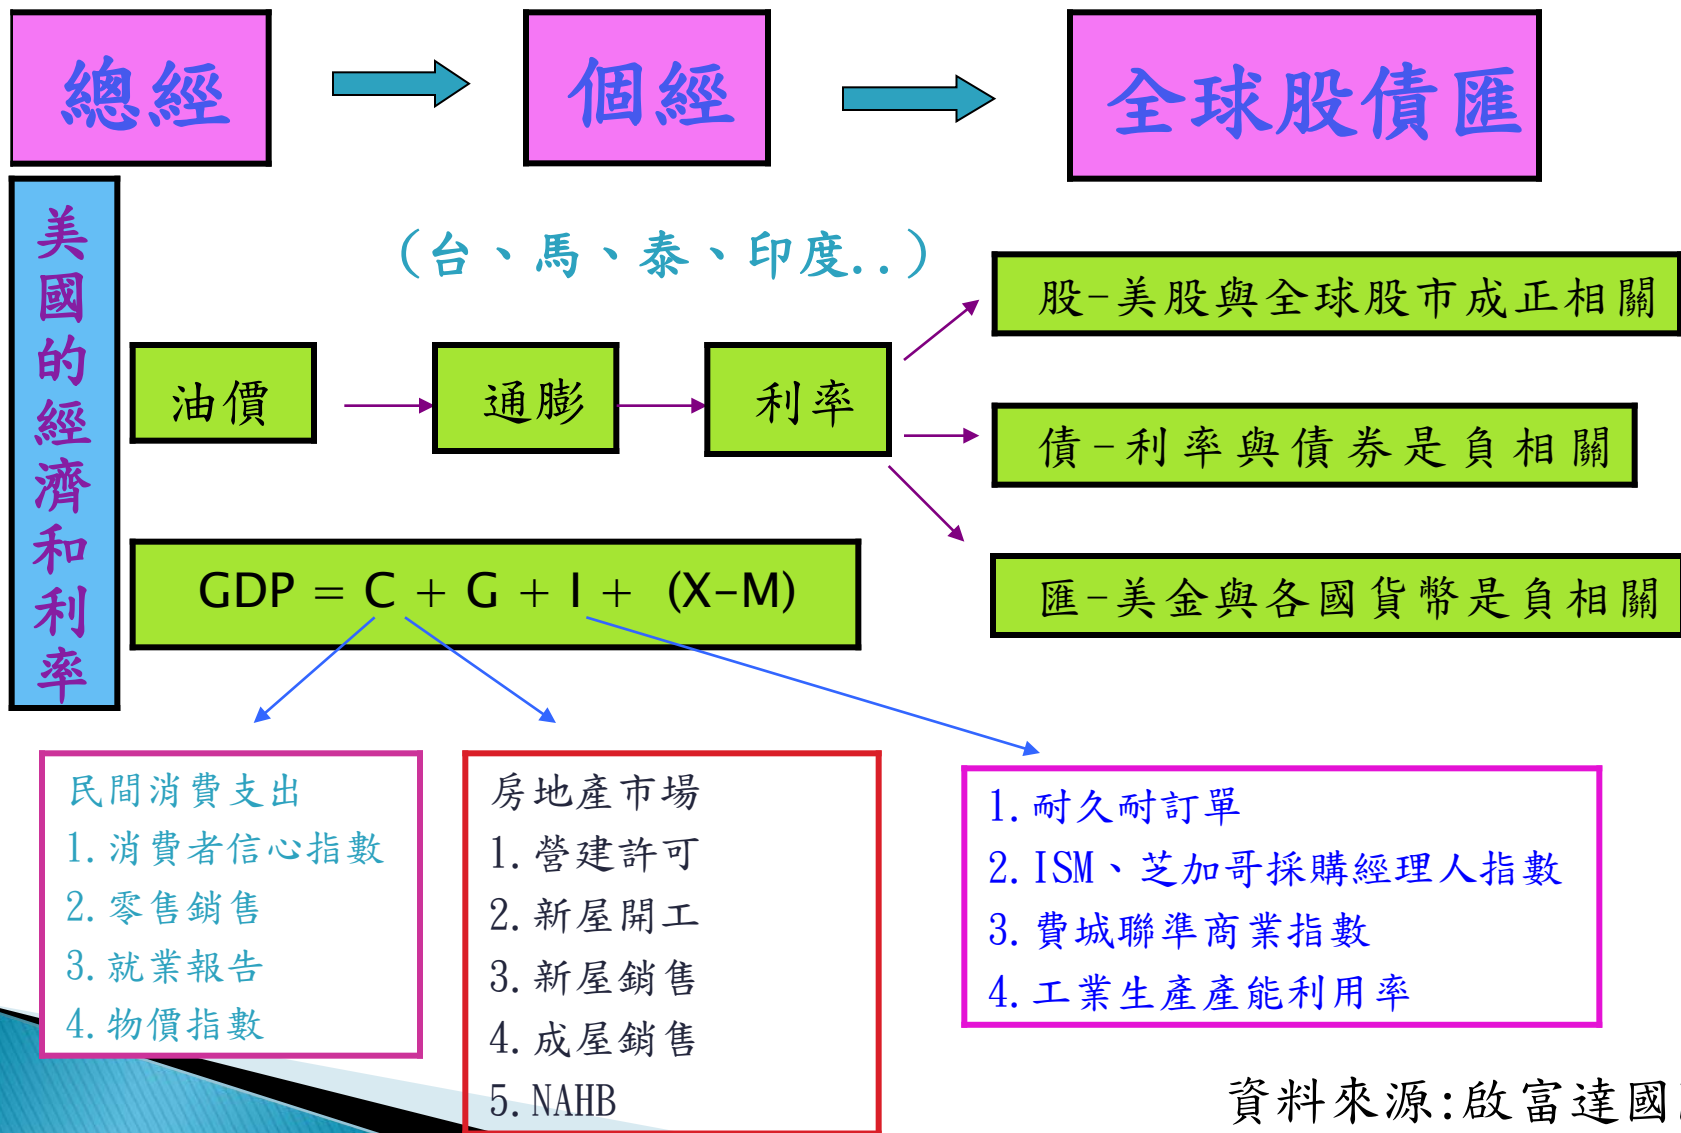 總經
個經
全球股債匯
美國的經濟和利率
(台、馬、泰、印度..)
股-美股與全球股市成正相關
油價
通膨
利率
債-利率與債券是負相關
GDP = C + G + I + (X-M)
匯-美金與各國貨幣是負相關
民間消費支出
1.消費者信心指數
2.零售銷售
3.就業報告
4.物價指數
房地產市場
1.營建許可
2.新屋開工
3.新屋銷售
4.成屋銷售
5.NAHB
1.耐久耐訂單
2.ISM、芝加哥採購經理人指數
3.費城聯準商業指數
4.工業生產產能利用率
資料來源:啟富達國